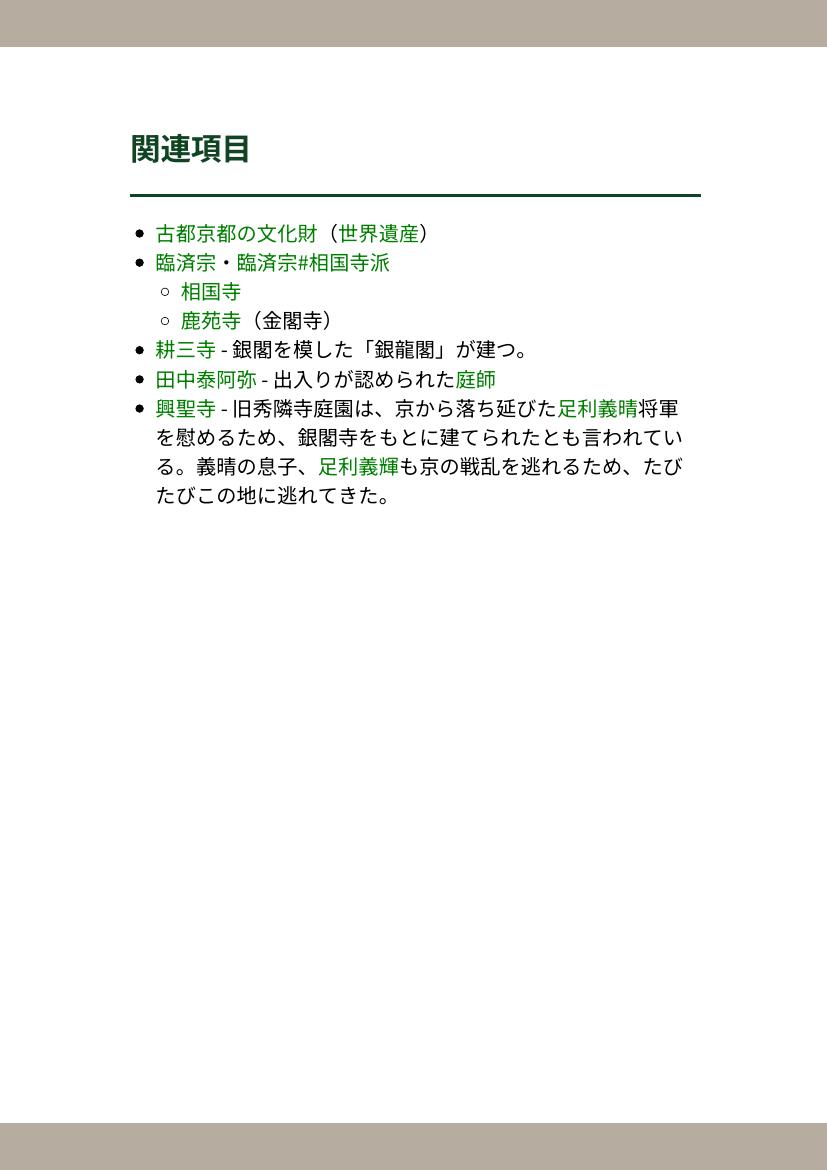 関連項目
古都京都の文化財（世界遺産）
臨済宗・臨済宗#相国寺派
相国寺
鹿苑寺（金閣寺）
耕三寺 - 銀閣を模した「銀龍閣」が建つ。
田中泰阿弥 - 出入りが認められた庭師
興聖寺 - 旧秀隣寺庭園は、京から落ち延びた足利義晴将軍
を慰めるため、銀閣寺をもとに建てられたとも言われてい
る。義晴の息子、足利義輝も京の戦乱を逃れるため、たび
たびこの地に逃れてきた。